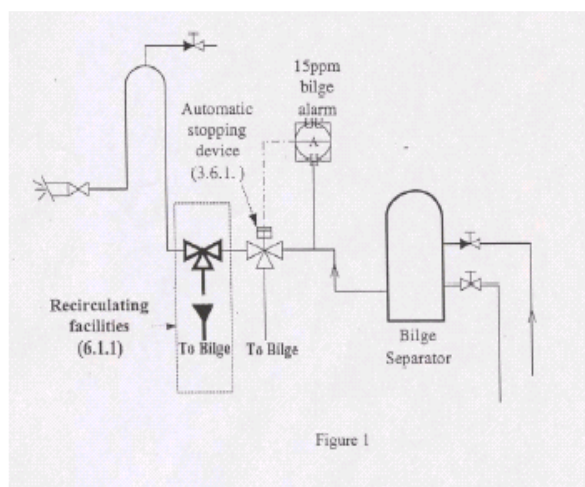 15ppm
bilge
alarm
Automatic
stopping
device
(3.6.1. )
A
Recirculating
facilities
(6.1.1)
To Bilge
To Bilge
Bilge
Separator
Figure 1